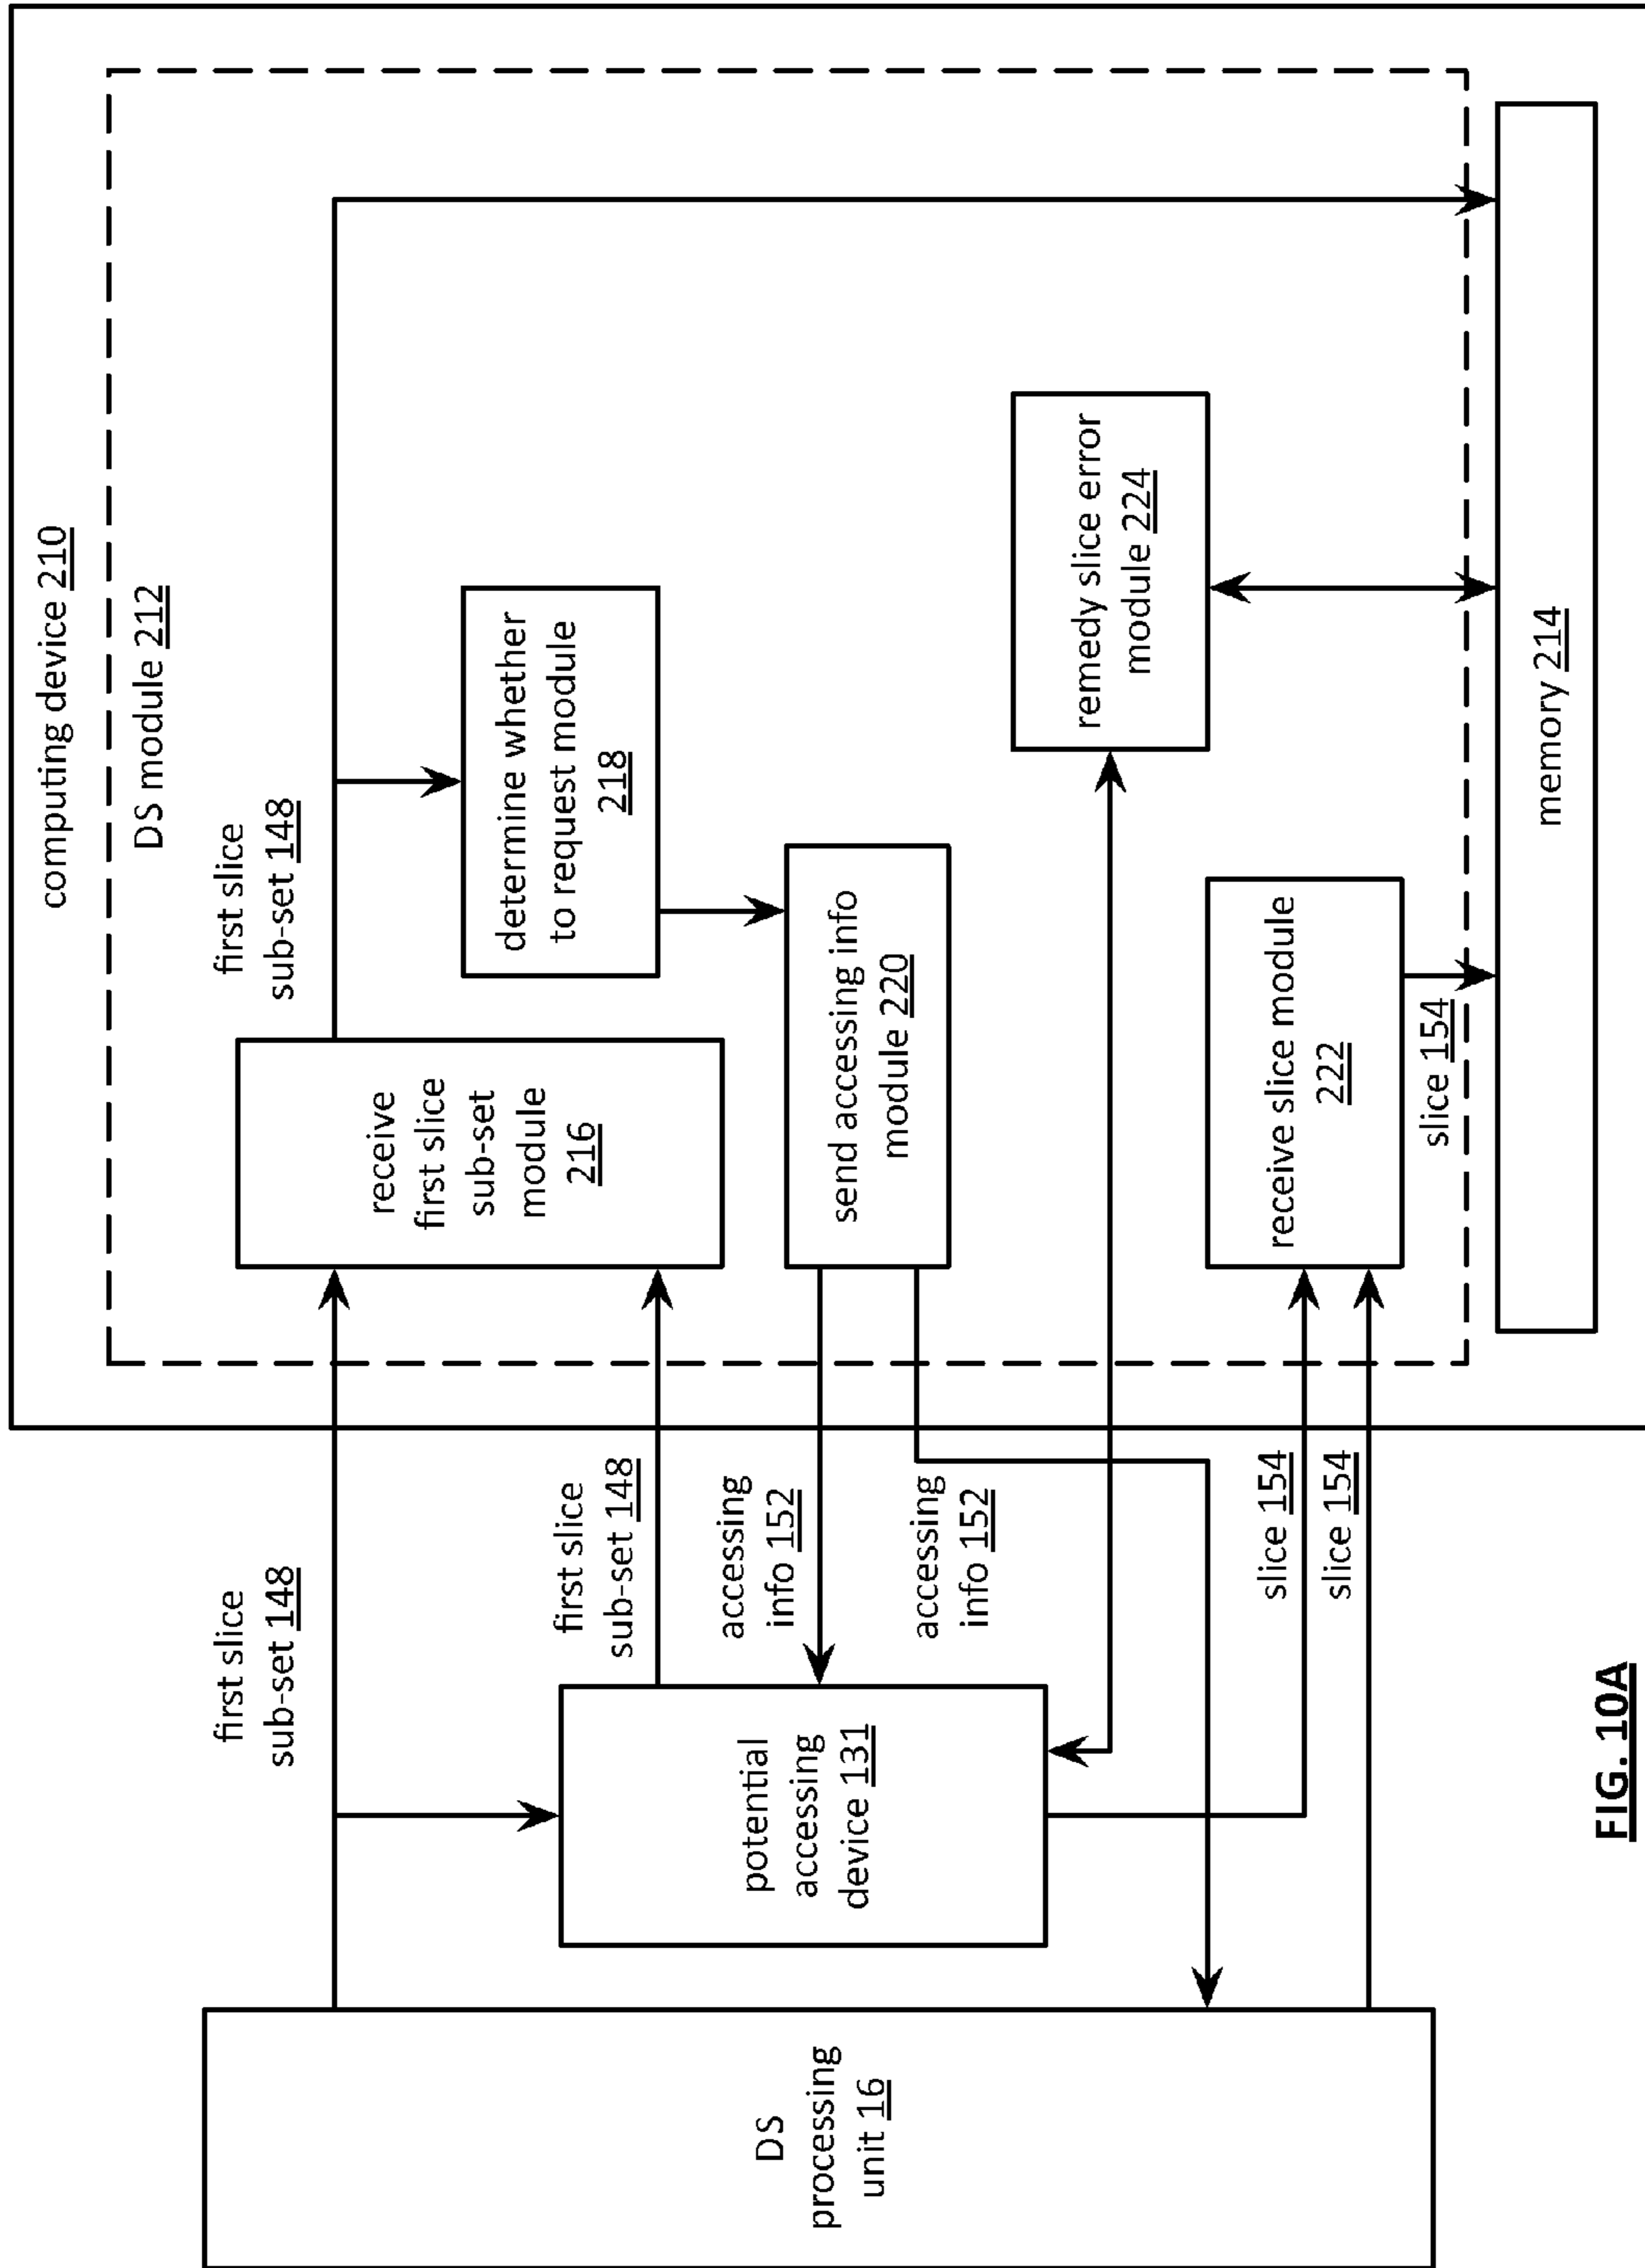 computing device 210
DS module 212
first slice
sub-set 148
first slice
sub-set 148
receive
first slice
sub-set
module
216
determine whether
to request module
218
first slice
sub-set 148
send accessing info
module 220
accessing
info 152
accessing
info 152
potential
accessing
device 131
DS
processing
unit 16
remedy slice error
module 224
receive slice module
222
slice 154
slice 154
slice 154
memory 214
FIG. 10A